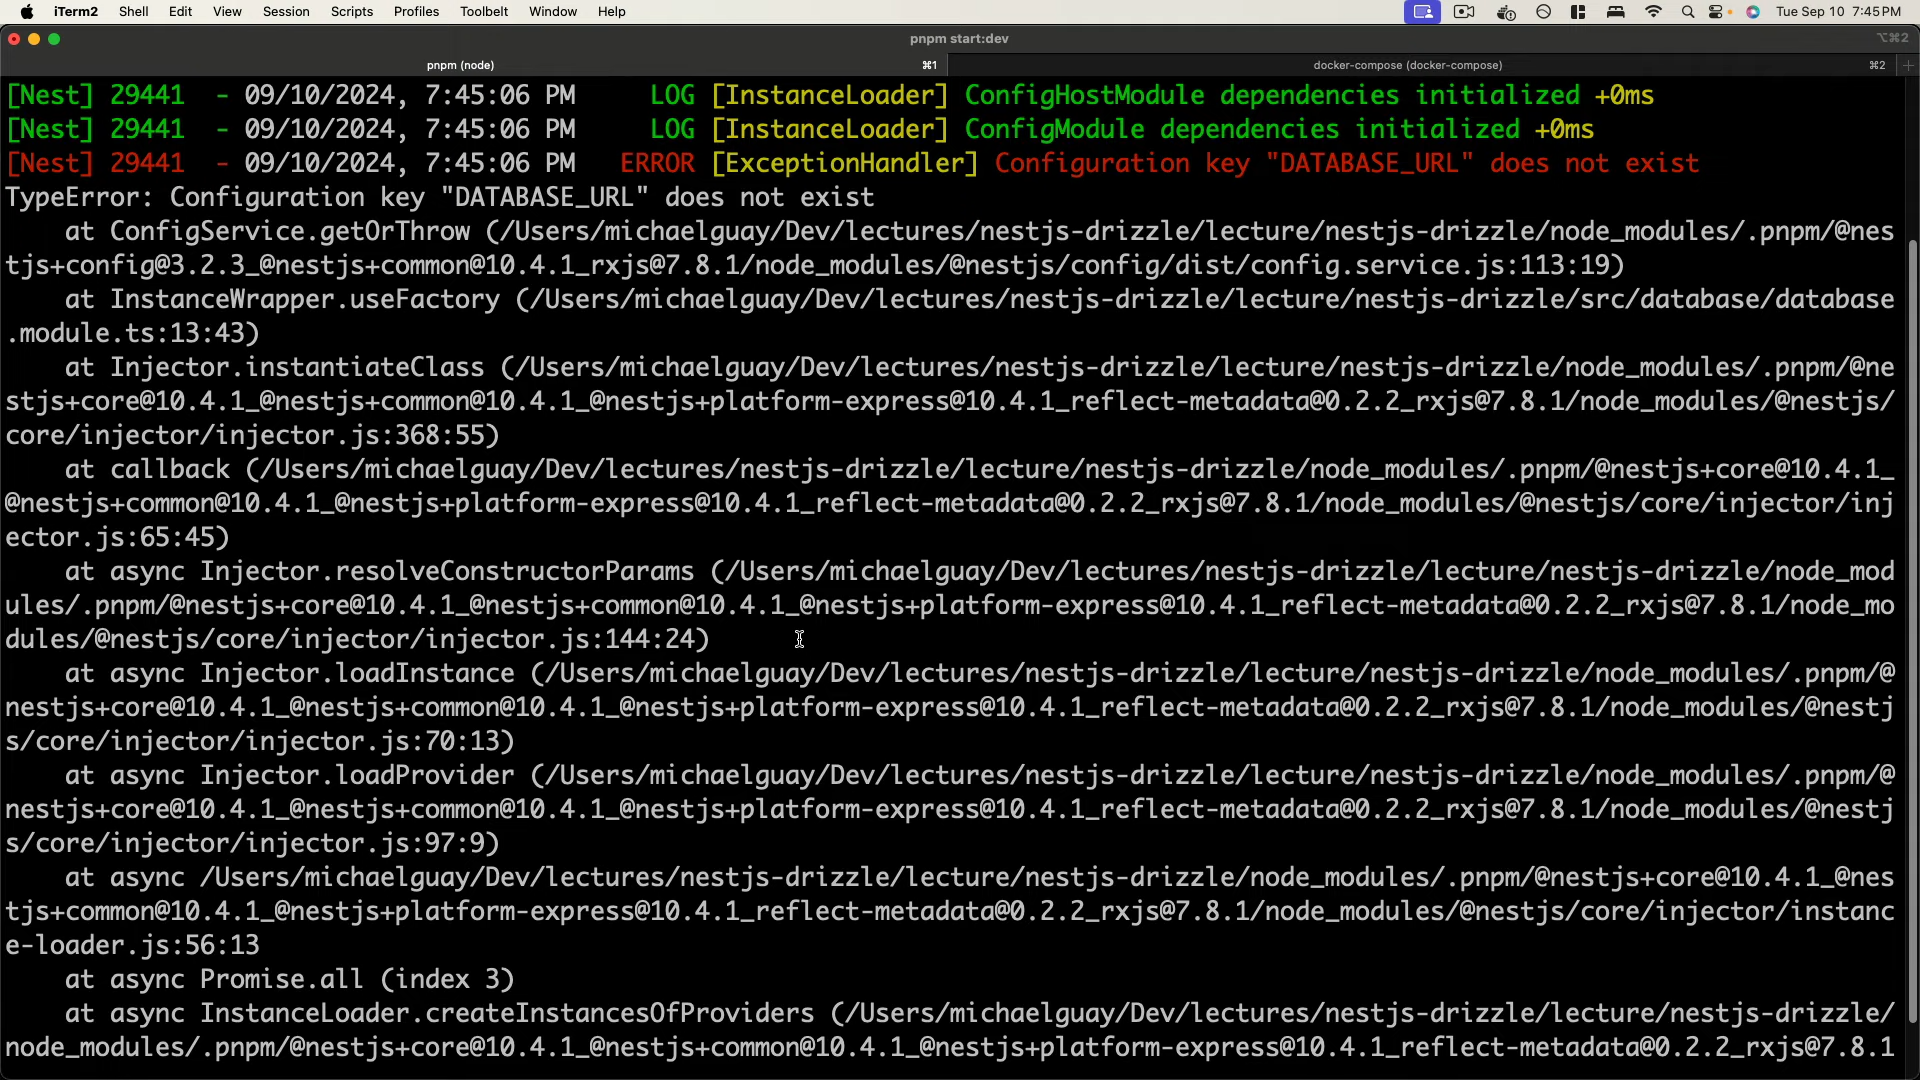 iTerm2 Shell Edit View Session Scripts Profiles Toolbelt Window Help Tue Sep 10 7:45 PM
pnpm start:dev ⌥⌘2
pnpm (node) ⌘1 docker-compose (docker-compose) ⌘2
[Nest] 29441  - 09/10/2024, 7:45:06 PM     LOG [InstanceLoader] ConfigHostModule dependencies initialized +0ms
[Nest] 29441  - 09/10/2024, 7:45:06 PM     LOG [InstanceLoader] ConfigModule dependencies initialized +0ms
[Nest] 29441  - 09/10/2024, 7:45:06 PM   ERROR [ExceptionHandler] Configuration key "DATABASE_URL" does not exist
TypeError: Configuration key "DATABASE_URL" does not exist
    at ConfigService.getOrThrow (/Users/michaelguay/Dev/lectures/nestjs-drizzle/lecture/nestjs-drizzle/node_modules/.pnpm/@nes
tjs+config@3.2.3_@nestjs+common@10.4.1_rxjs@7.8.1/node_modules/@nestjs/config/dist/config.service.js:113:19)
    at InstanceWrapper.useFactory (/Users/michaelguay/Dev/lectures/nestjs-drizzle/lecture/nestjs-drizzle/src/database/database
.module.ts:13:43)
    at Injector.instantiateClass (/Users/michaelguay/Dev/lectures/nestjs-drizzle/lecture/nestjs-drizzle/node_modules/.pnpm/@ne
stjs+core@10.4.1_@nestjs+common@10.4.1_@nestjs+platform-express@10.4.1_reflect-metadata@0.2.2_rxjs@7.8.1/node_modules/@nestjs/
core/injector/injector.js:368:55)
    at callback (/Users/michaelguay/Dev/lectures/nestjs-drizzle/lecture/nestjs-drizzle/node_modules/.pnpm/@nestjs+core@10.4.1_
@nestjs+common@10.4.1_@nestjs+platform-express@10.4.1_reflect-metadata@0.2.2_rxjs@7.8.1/node_modules/@nestjs/core/injector/inj
ector.js:65:45)
    at async Injector.resolveConstructorParams (/Users/michaelguay/Dev/lectures/nestjs-drizzle/lecture/nestjs-drizzle/node_mod
ules/.pnpm/@nestjs+core@10.4.1_@nestjs+common@10.4.1_@nestjs+platform-express@10.4.1_reflect-metadata@0.2.2_rxjs@7.8.1/node_mo
dules/@nestjs/core/injector/injector.js:144:24)
    at async Injector.loadInstance (/Users/michaelguay/Dev/lectures/nestjs-drizzle/lecture/nestjs-drizzle/node_modules/.pnpm/@
nestjs+core@10.4.1_@nestjs+common@10.4.1_@nestjs+platform-express@10.4.1_reflect-metadata@0.2.2_rxjs@7.8.1/node_modules/@nestj
s/core/injector/injector.js:70:13)
    at async Injector.loadProvider (/Users/michaelguay/Dev/lectures/nestjs-drizzle/lecture/nestjs-drizzle/node_modules/.pnpm/@
nestjs+core@10.4.1_@nestjs+common@10.4.1_@nestjs+platform-express@10.4.1_reflect-metadata@0.2.2_rxjs@7.8.1/node_modules/@nestj
s/core/injector/injector.js:97:9)
    at async /Users/michaelguay/Dev/lectures/nestjs-drizzle/lecture/nestjs-drizzle/node_modules/.pnpm/@nestjs+core@10.4.1_@nes
tjs+common@10.4.1_@nestjs+platform-express@10.4.1_reflect-metadata@0.2.2_rxjs@7.8.1/node_modules/@nestjs/core/injector/instanc
e-loader.js:56:13
    at async Promise.all (index 3)
    at async InstanceLoader.createInstancesOfProviders (/Users/michaelguay/Dev/lectures/nestjs-drizzle/lecture/nestjs-drizzle/
node_modules/.pnpm/@nestjs+core@10.4.1_@nestjs+common@10.4.1_@nestjs+platform-express@10.4.1_reflect-metadata@0.2.2_rxjs@7.8.1